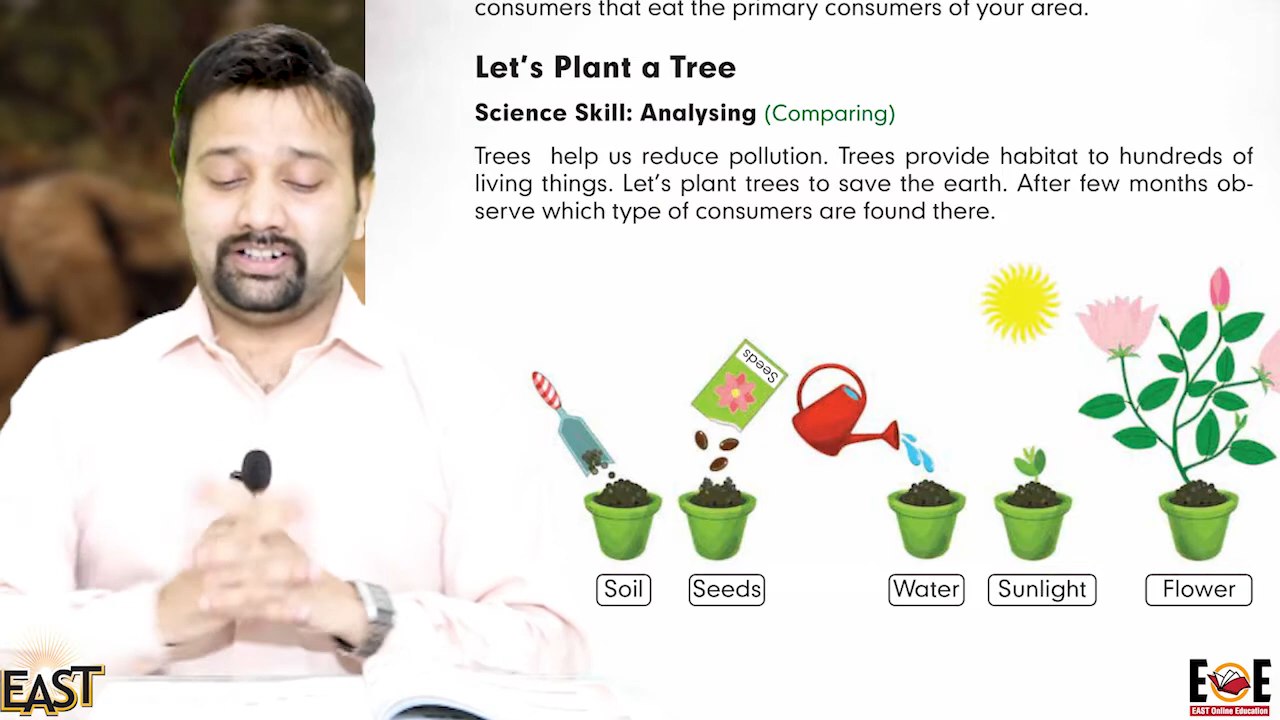 consumers that eat the primary consumers of your area.
Let's Plant a Tree
Science Skill: Analysing (Comparing)
Trees help us reduce pollution. Trees provide habitat to hundreds of
living things. Let's plant trees to save the earth. After few months ob-
serve which type of consumers are found there.
Seeds
Soil
Seeds
Water
Sunlight
Flower
EAST
EOE
EAST Online Education